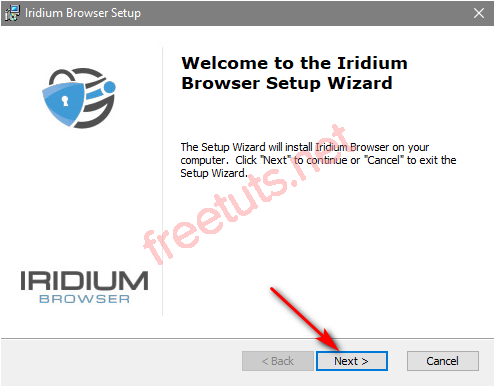 Iridium Browser Setup
Welcome to the Iridium
Browser Setup Wizard
The Setup Wizard will install Iridium Browser on your
computer. Click "Next" to continue or "Cancel" to exit the
Setup Wizard.
freetuts.net
IRIDIUM
BROWSER
< Back
Next >
Cancel